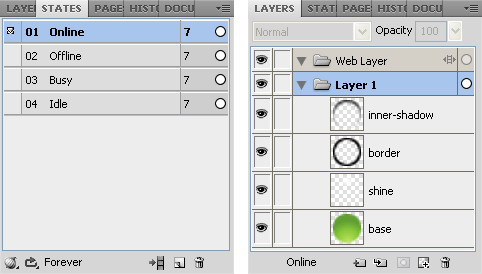 LAYE STATES PAGE HISTO DOCU
01 Online 7
02 Offline 7
03 Busy 7
04 Idle 7
Forever
LAYERS STATES PAGE HISTO DOCU
Normal Opacity 100
Web Layer
Layer 1
inner-shadow
border
shine
base
Online